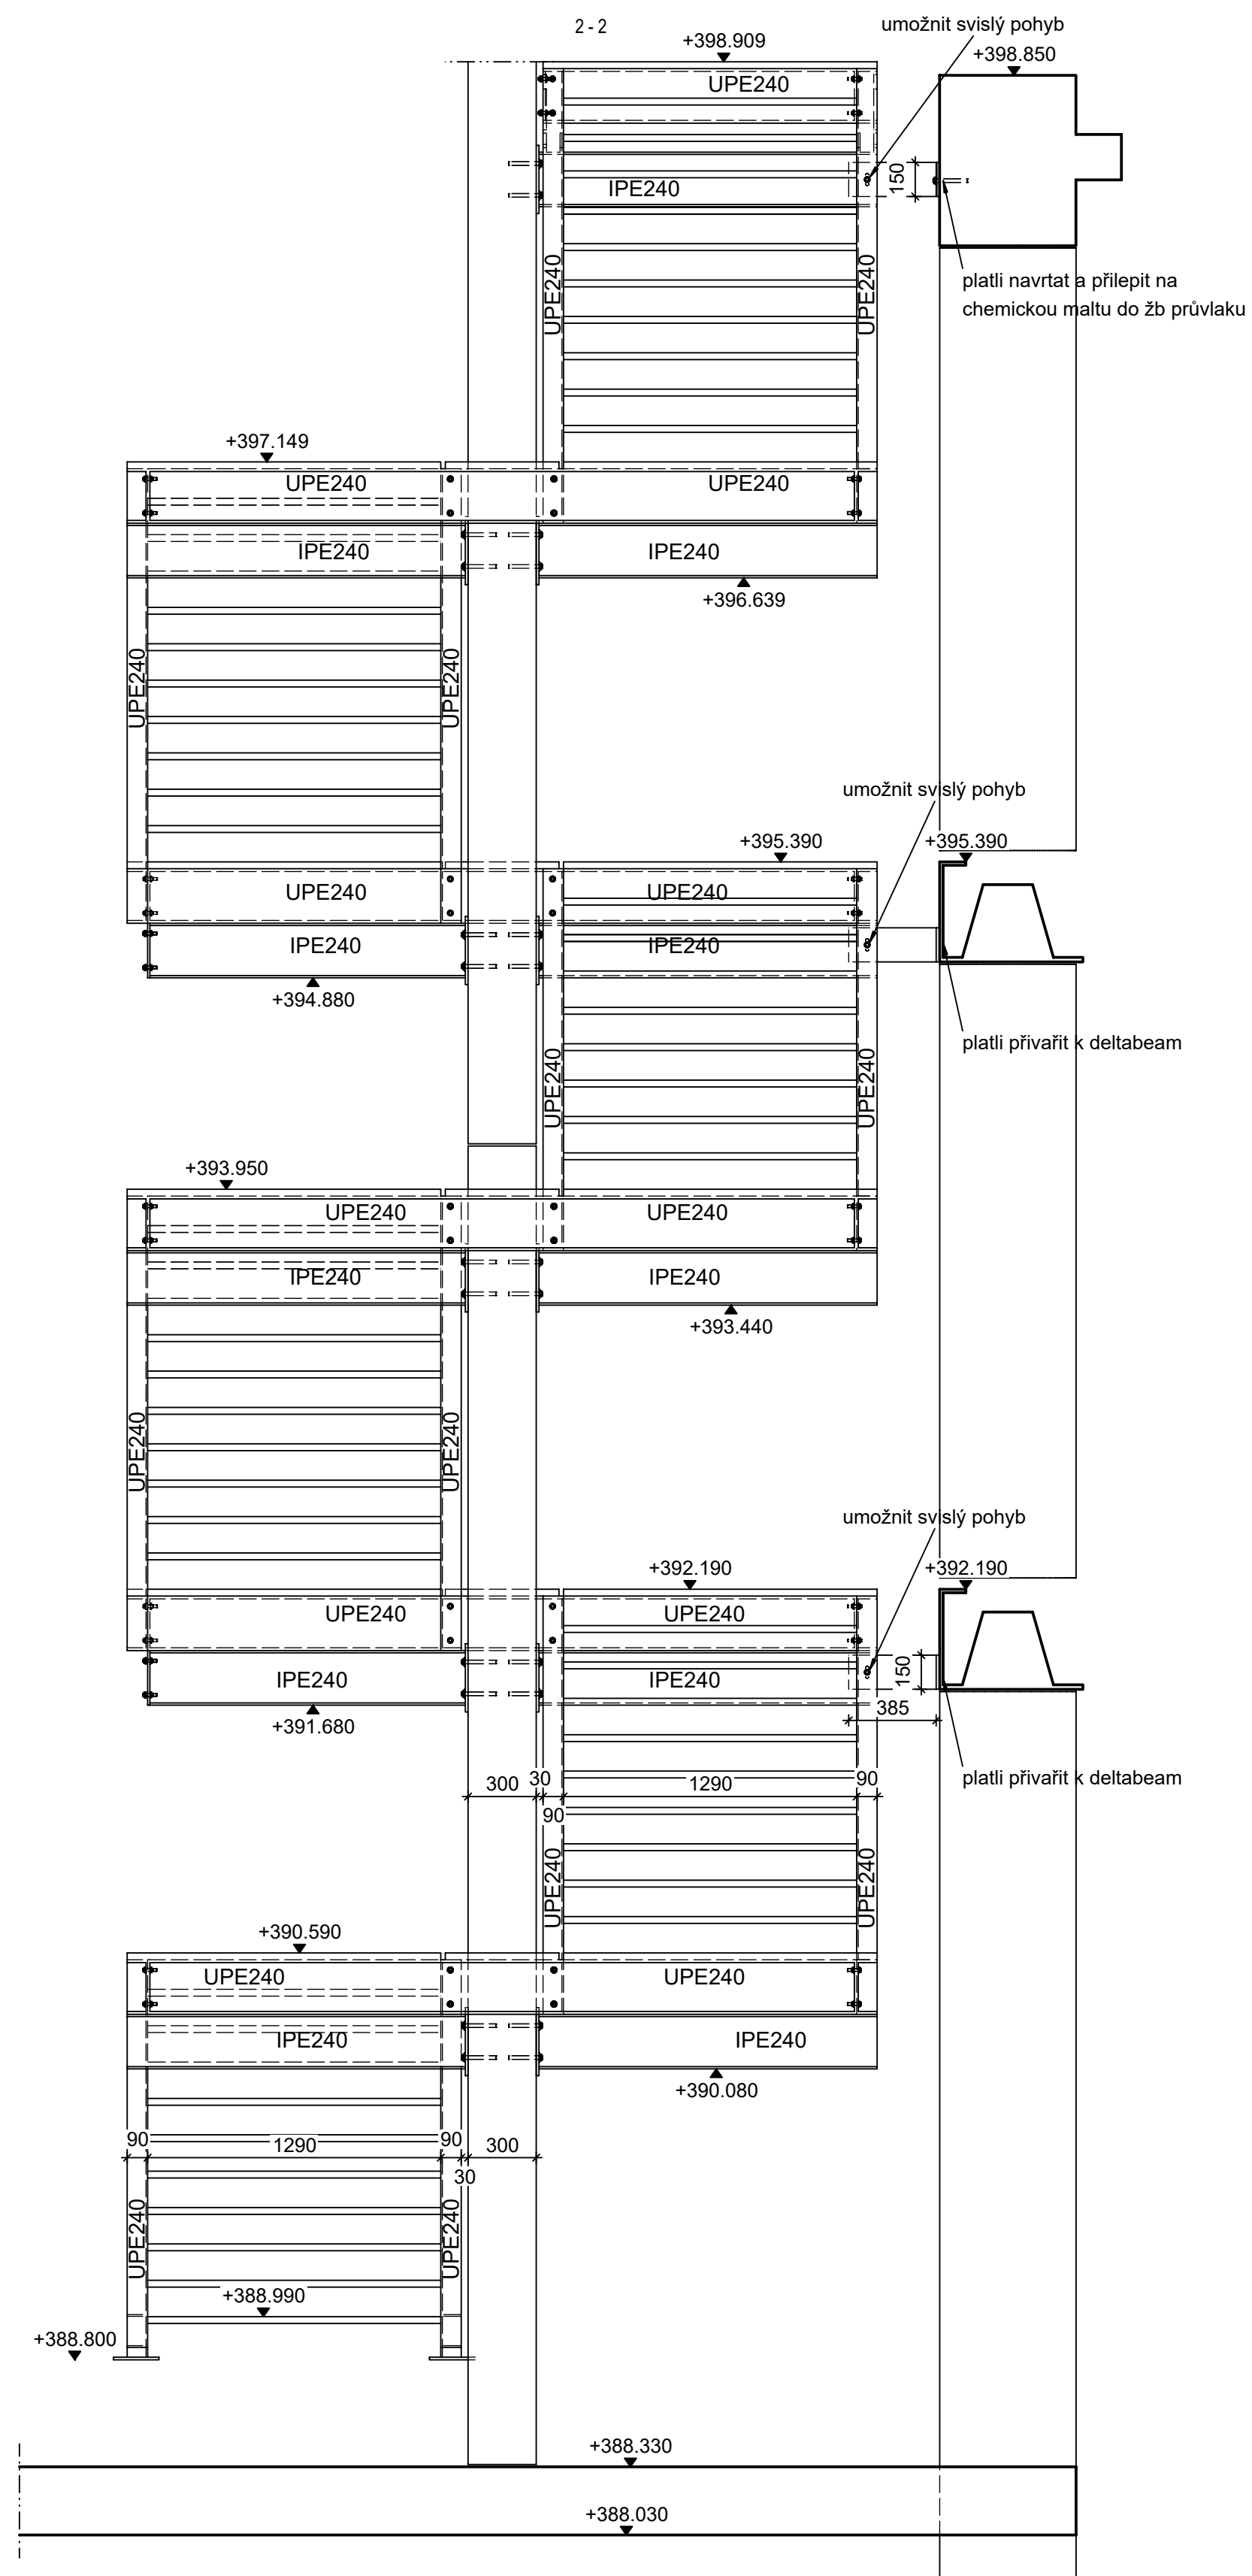 2 - 2
umožnit svislý pohyb
+398.909
+398.850
UPE240
150
IPE240
UPE240
UPE240
platli navrtat a přilepit na
chemickou maltu do žb průvlaku
+397.149
UPE240
UPE240
IPE240
IPE240
+396.639
UPE240
UPE240
umožnit svislý pohyb
+395.390
+395.390
UPE240
UPE240
IPE240
IPE240
+394.880
platli přivařit k deltabeam
UPE240
UPE240
+393.950
UPE240
UPE240
IPE240
IPE240
+393.440
UPE240
UPE240
umožnit svislý pohyb
+392.190
+392.190
UPE240
UPE240
IPE240
IPE240
150
385
+391.680
platli přivařit k deltabeam
300
30
1290
90
90
UPE240
UPE240
+390.590
UPE240
UPE240
IPE240
IPE240
+390.080
90
1290
90
300
30
UPE240
UPE240
+388.990
+388.800
+388.330
+388.030